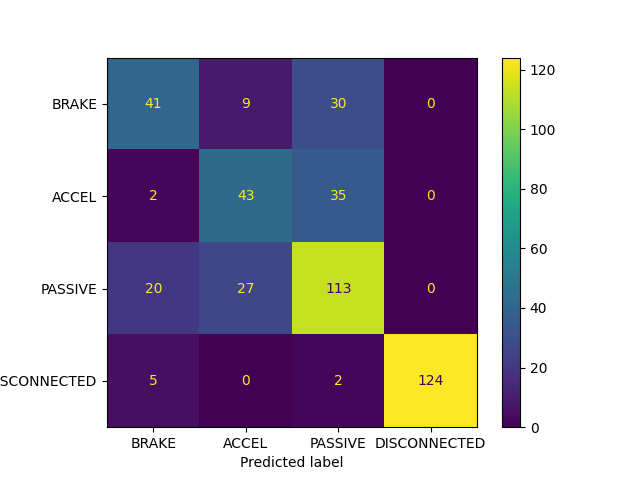 BRAKE 41 9 30 0
ACCEL 2 43 35 0
PASSIVE 20 27 113 0
SCONNECTED 5 0 2 124
BRAKE ACCEL PASSIVE DISCONNECTED
Predicted label
120
100
80
60
40
20
0